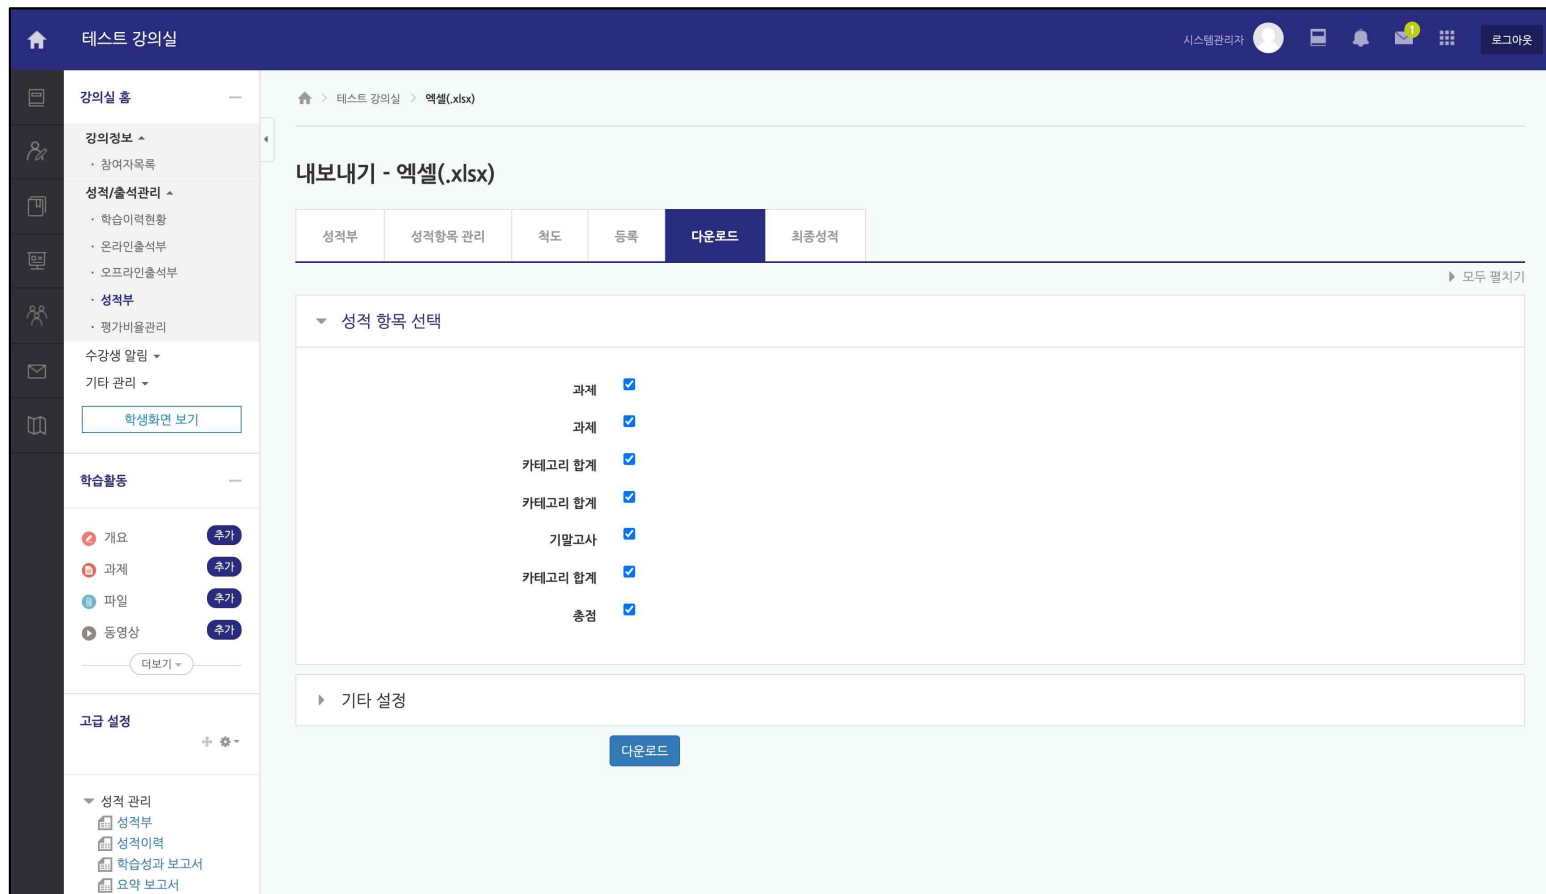 테스트 강의실
시스템관리자
1
로그아웃
강의실 홈
강의정보
· 참여자목록
성적/출석관리
· 학습이력현황
· 온라인출석부
· 오프라인출석부
· 성적부
· 평가비율관리
수강생 알림
기타 관리
학생화면 보기
학습활동
개요 추가
과제 추가
파일 추가
동영상 추가
더보기
고급 설정
성적 관리
성적부
성적이력
학습성과 보고서
요약 보고서
테스트 강의실 > 엑셀(.xlsx)
내보내기 - 엑셀(.xlsx)
성적부 성적항목 관리 척도 등록 다운로드 최종성적
모두 펼치기
성적 항목 선택
과제
과제
카테고리 합계
카테고리 합계
기말고사
카테고리 합계
총점
기타 설정
다운로드